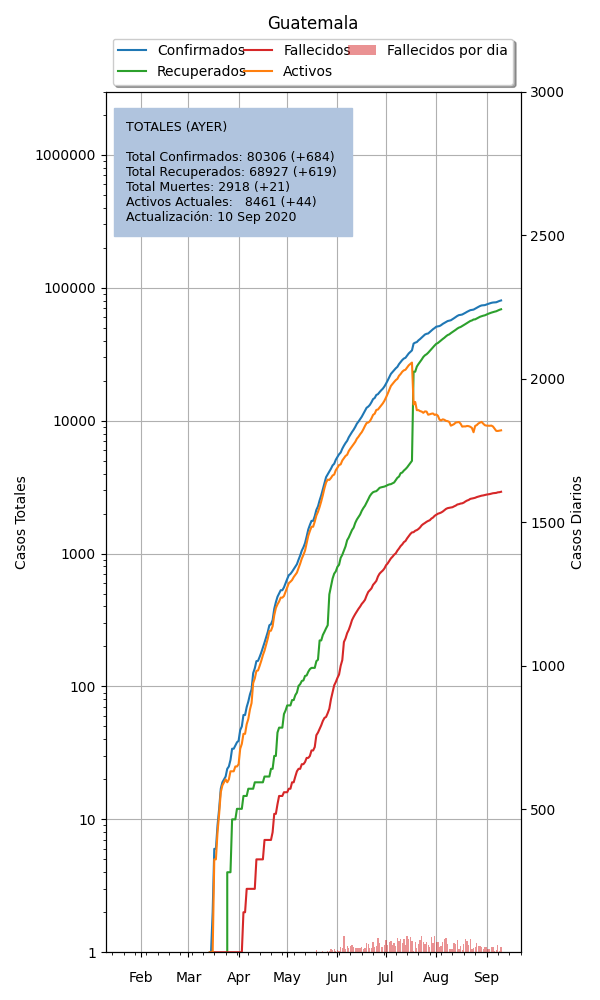 Guatemala
Confirmados
Recuperados
Fallecidos
Activos
Fallecidos por dia
TOTALES (AYER)
Total Confirmados: 80306 (+684)
Total Recuperados: 68927 (+619)
Total Muertes: 2918 (+21)
Activos Actuales:   8461 (+44)
Actualización: 10 Sep 2020
Casos Totales
1000000
100000
10000
1000
100
10
1
Casos Diarios
3000
2500
2000
1500
1000
500
Feb
Mar
Apr
May
Jun
Jul
Aug
Sep